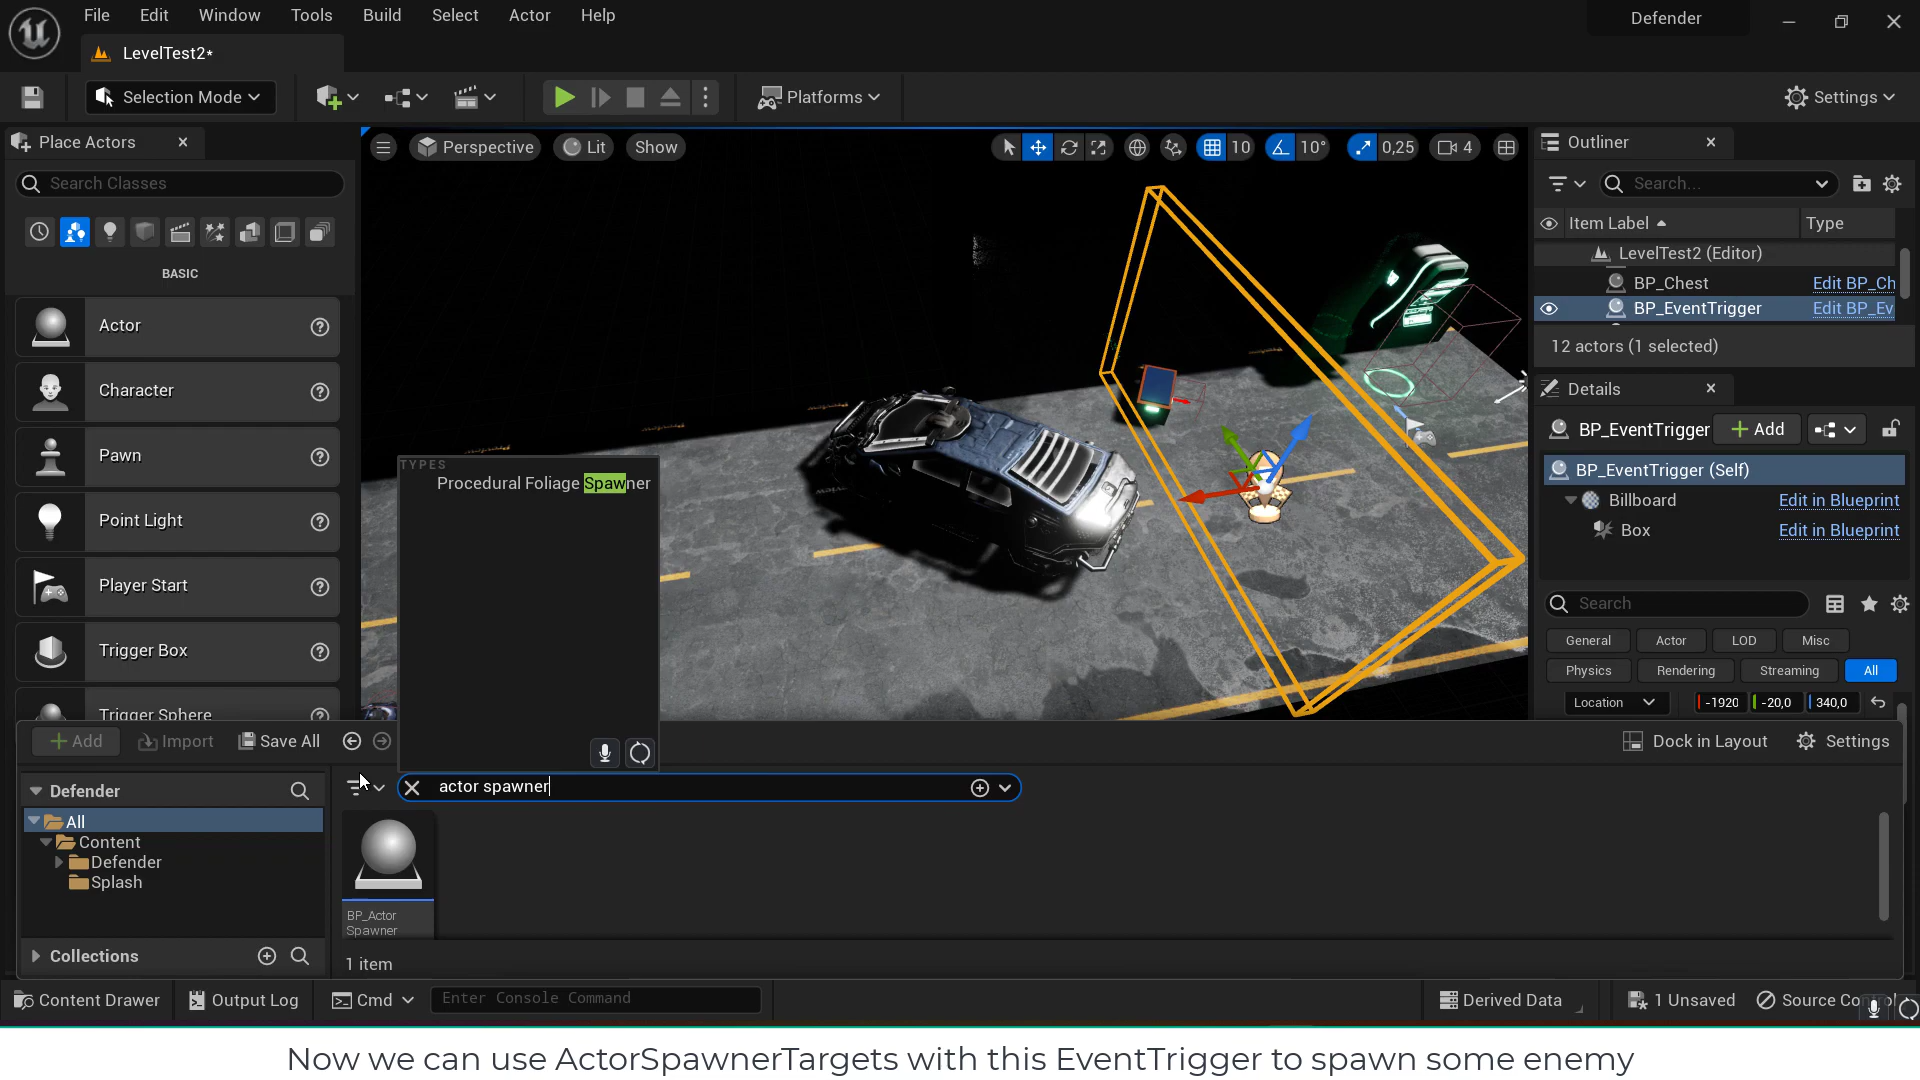 File Edit Window Tools Build Select Actor Help
Defender
LevelTest2*
Selection Mode
Platforms
Settings
Place Actors
Search Classes
BASIC
Actor
Character
Pawn
Point Light
Player Start
Trigger Box
Trigger Sphere
Perspective
Lit
Show
10
10°
0,25
4
Outliner
Search...
Item Label
Type
LevelTest2 (Editor)
BP_Chest
Edit BP_Ch
BP_EventTrigger
Edit BP_Ev
12 actors (1 selected)
Details
BP_EventTrigger
Add
BP_EventTrigger (Self)
Billboard
Edit in Blueprint
Box
Edit in Blueprint
Search
General
Actor
LOD
Misc
Physics
Rendering
Streaming
All
Location
-1920
-20,0
340,0
TYPES
Procedural Foliage Spawner
Add
Import
Save All
Dock in Layout
Settings
Defender
All
Content
Defender
Splash
Collections
actor spawner
BP_Actor
Spawner
1 item
Content Drawer
Output Log
Cmd
Enter Console Command
Derived Data
1 Unsaved
Source Control
Now we can use ActorSpawnerTargets with this EventTrigger to spawn some enemy